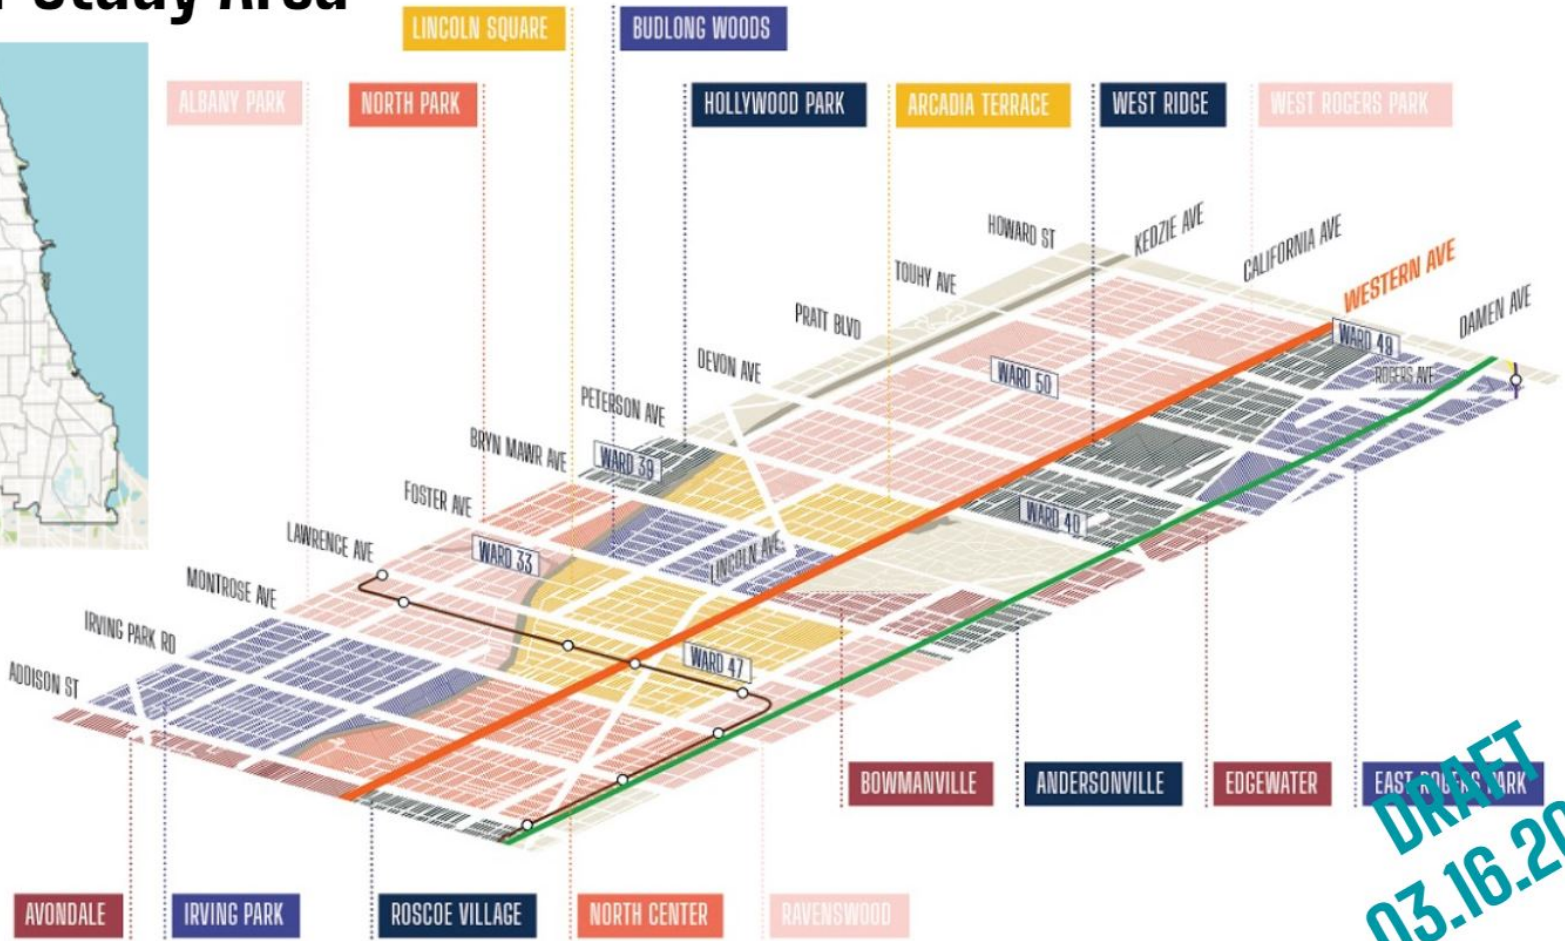 Study Area
LINCOLN SQUARE
BUDLONG WOODS
ALBANY PARK
NORTH PARK
HOLLYWOOD PARK
ARCADIA TERRACE
WEST RIDGE
WEST ROGERS PARK
HOWARD ST
KEDZIE AVE
CALIFORNIA AVE
WESTERN AVE
DAMEN AVE
TOUHY AVE
PRATT BLVD
DEVON AVE
PETERSON AVE
BRYN MAWR AVE
FOSTER AVE
LAWRENCE AVE
MONTROSE AVE
IRVING PARK RD
ADDISON ST
WARD 49
ROGERS AVE
WARD 50
WARD 39
WARD 40
LINCOLN AVE
WARD 33
WARD 47
BOWMANVILLE
ANDERSONVILLE
EDGEWATER
EAST ROGERS PARK
AVONDALE
IRVING PARK
ROSCOE VILLAGE
NORTH CENTER
RAVENSWOOD
DRAFT
03.16.20